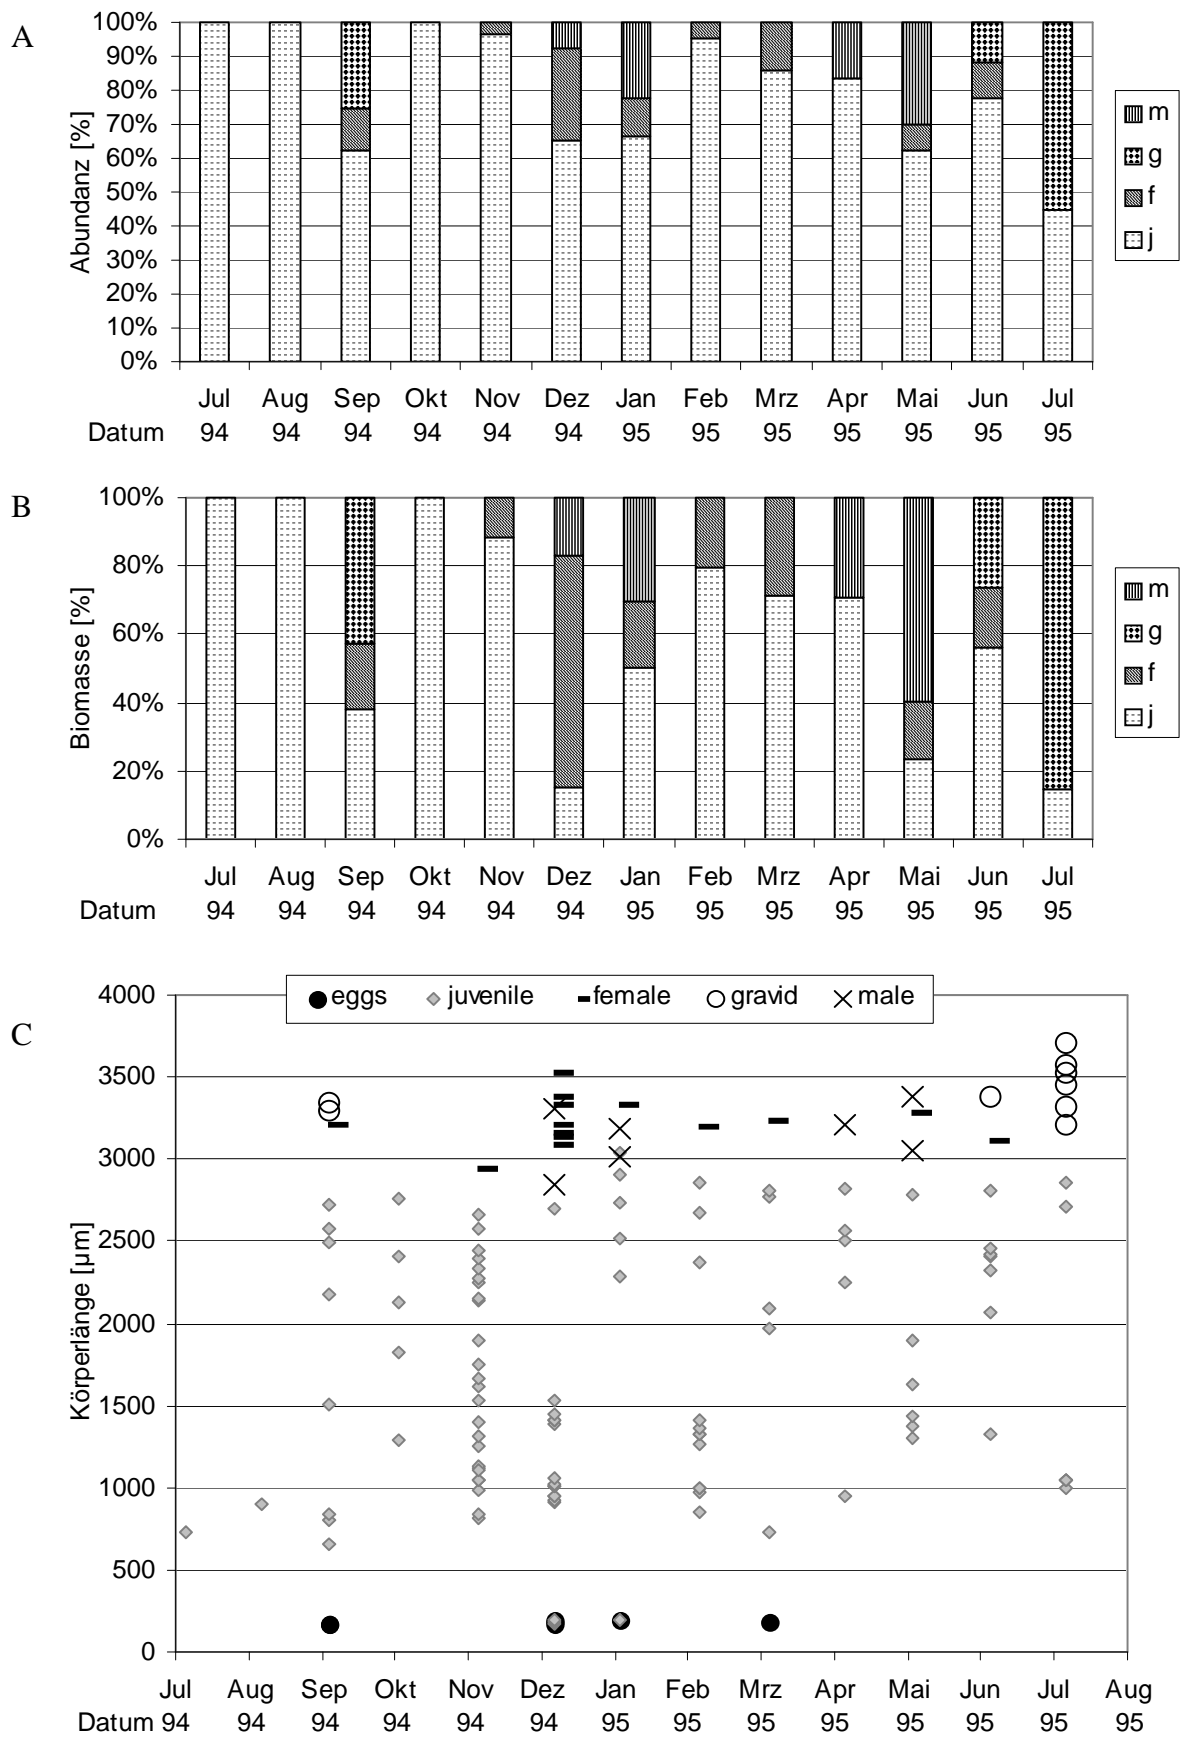 A
100%
90%
80%
70%
60%
50%
40%
30%
20%
10%
0%
Abundanz [%]
m
g
f
j
Jul Aug Sep Okt Nov Dez Jan Feb Mrz Apr Mai Jun Jul
Datum 94 94 94 94 94 94 95 95 95 95 95 95 95
B
100%
80%
60%
40%
20%
0%
Biomasse [%]
m
g
f
j
Jul Aug Sep Okt Nov Dez Jan Feb Mrz Apr Mai Jun Jul
Datum 94 94 94 94 94 94 95 95 95 95 95 95 95
C
eggs juvenile female gravid male
4000
3500
3000
2500
2000
1500
1000
500
0
Körperlänge [µm]
Jul Aug Sep Okt Nov Dez Jan Feb Mrz Apr Mai Jun Jul Aug
Datum 94 94 94 94 94 94 95 95 95 95 95 95 95 95